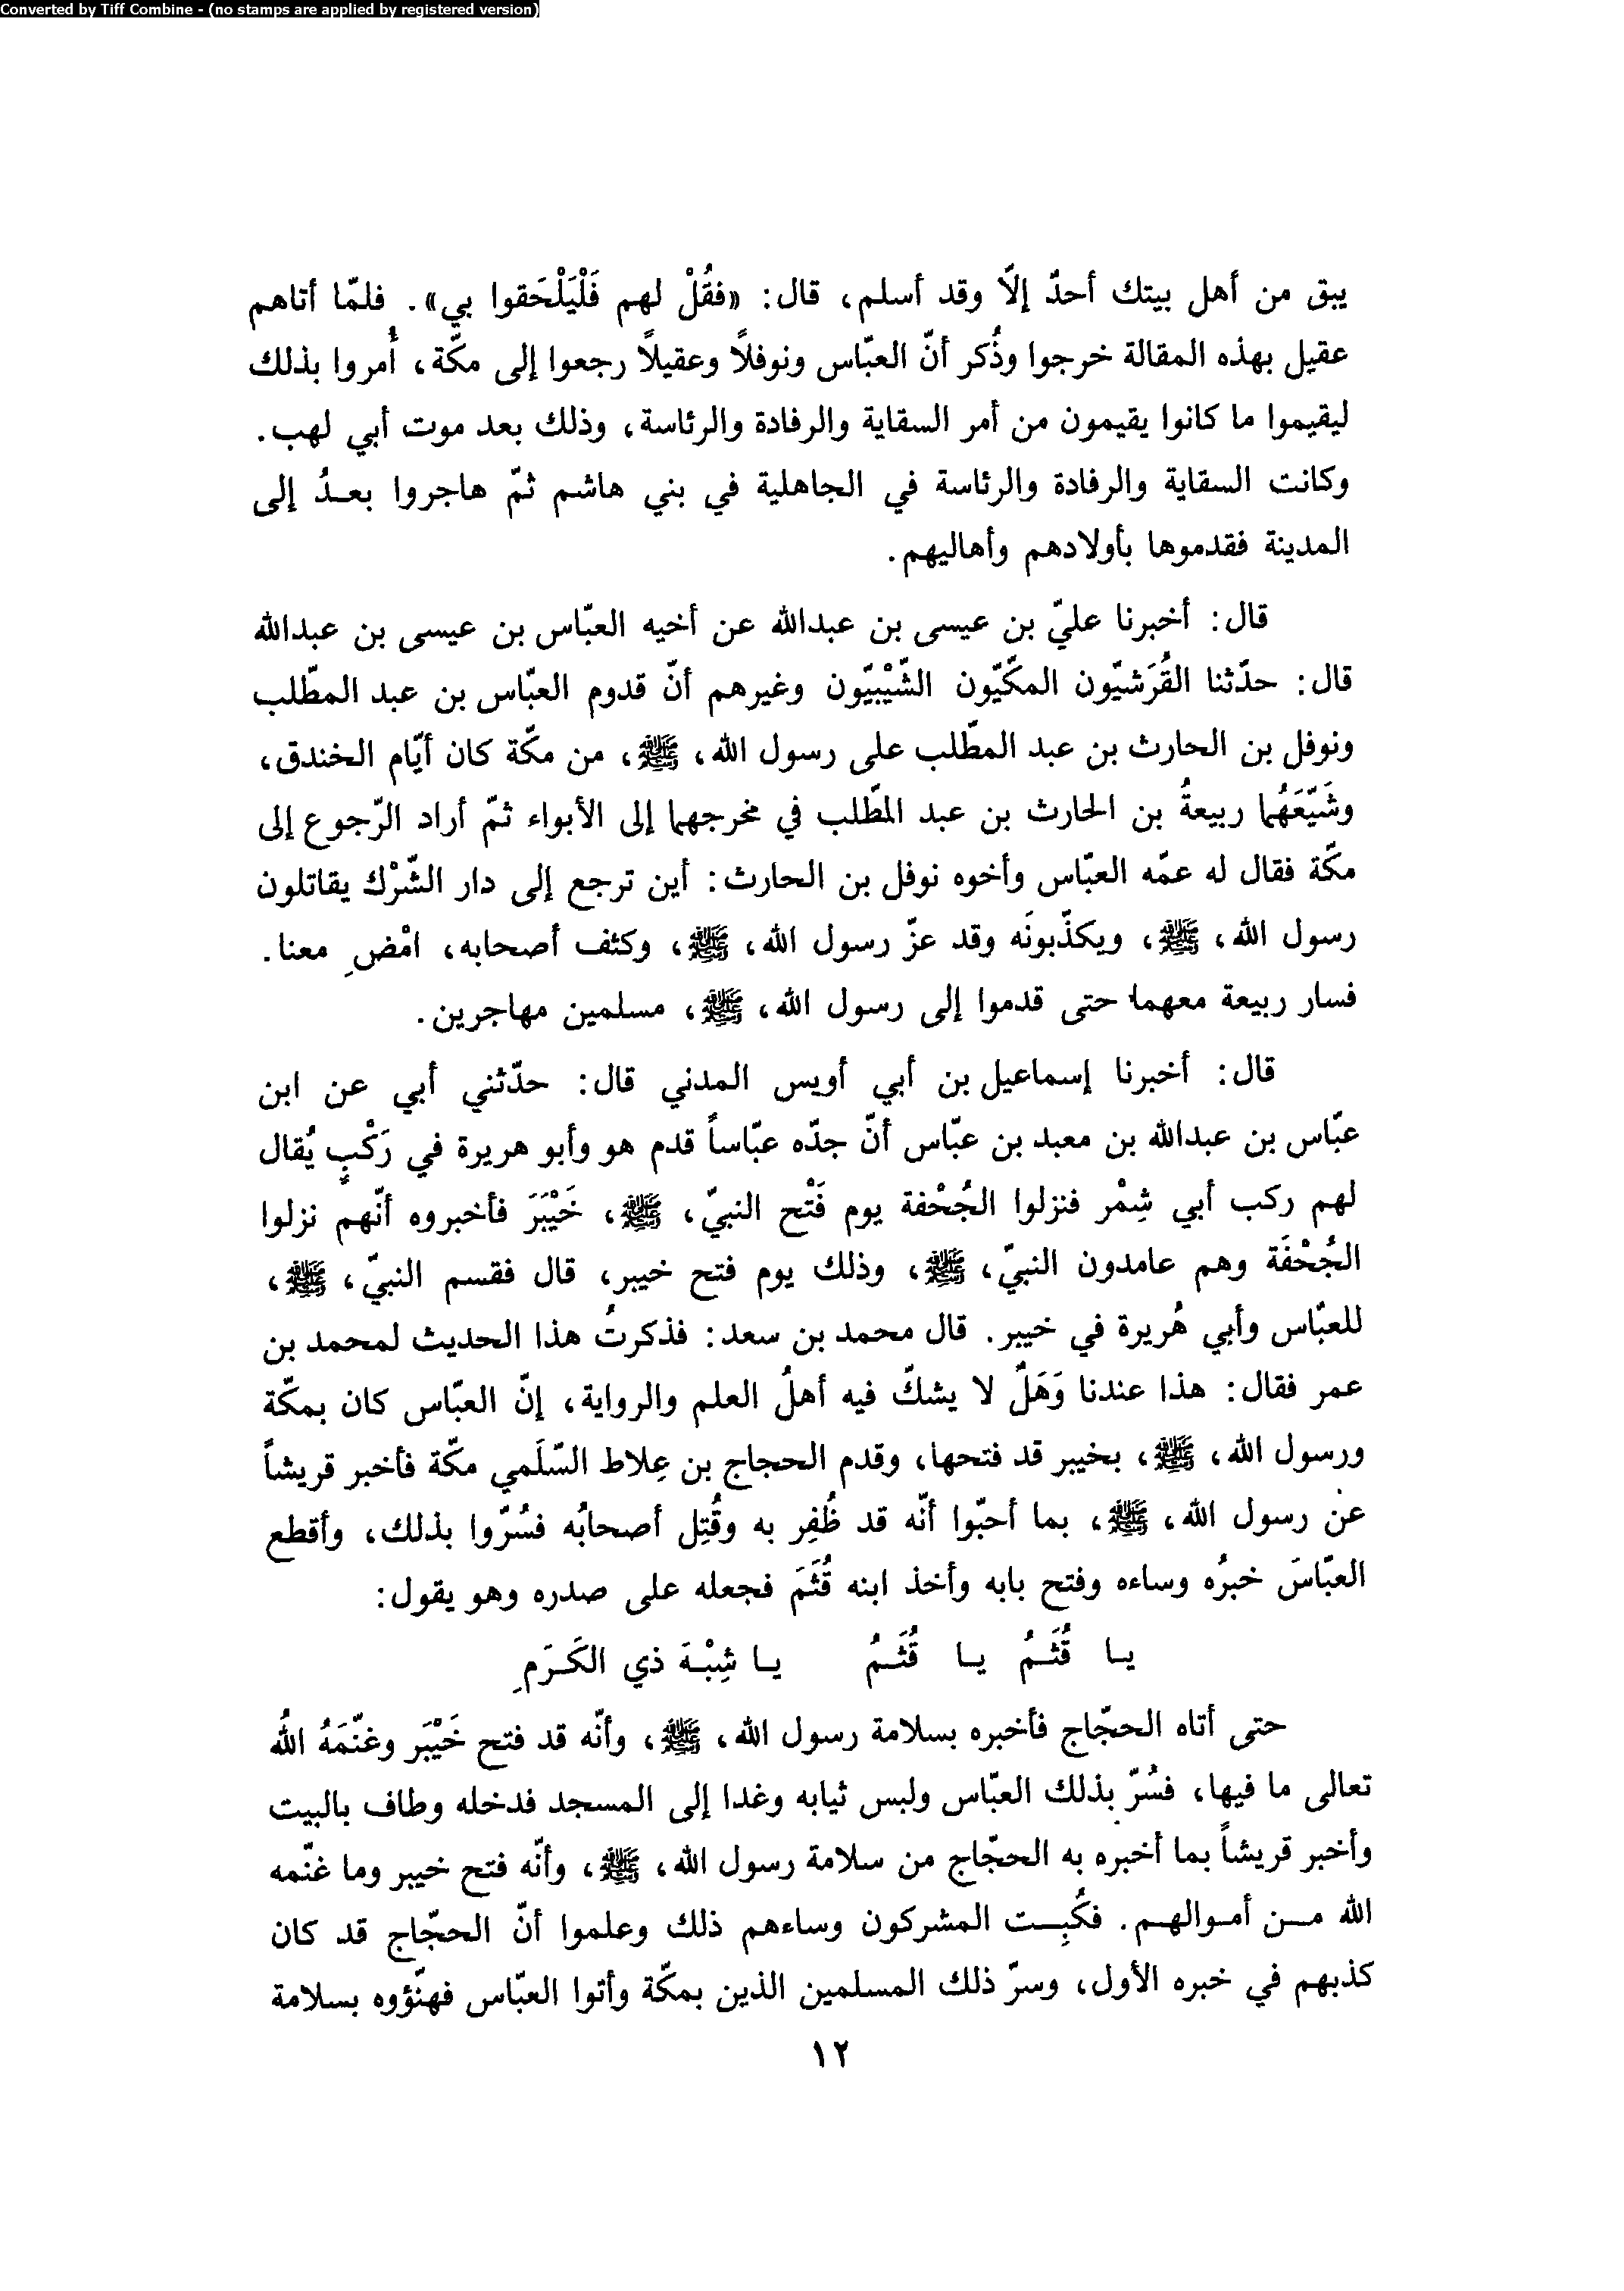 Converted by Tiff Combine - (no stamps are applied by registered version)
يبق من أهل بيتك أحدٌ إلاّ وقد أسلم، قال: «فقُلْ لهم فَلْيَلْحَقوا بي». فلمّا أتاهم
عقيل بهذه المقالة خرجوا وذُكر أنّ العبّاس ونوفلاً وعقيلاً رجعوا إلى مكّة، أُمروا بذلك
ليقيموا ما كانوا يقيمون من أمر السقاية والرفادة والرئاسة، وذلك بعد موت أبي لهب.
وكانت السقاية والرفادة والرئاسة في الجاهلية في بني هاشم ثمّ هاجروا بعدُ إلى
المدينة فقدموها بأولادهم وأهاليهم.
قال: أخبرنا عليّ بن عيسى بن عبدالله عن أخيه العبّاس بن عيسى بن عبدالله
قال: حدّثنا القُرَشيّون المكّيّون الشّيْبيّون وغيرهم أنّ قدوم العبّاس بن عبد المطّلب
ونوفل بن الحارث بن عبد المطّلب على رسول الله، ﷺ، من مكّة كان أيّام الخندق،
وشَيّعَهُما ربيعةُ بن الحارث بن عبد المطّلب في مخرجهما إلى الأبواء ثمّ أراد الرّجوع إلى
مكّة فقال له عمّه العبّاس وأخوه نوفل بن الحارث: أين ترجع إلى دار الشّرْك يقاتلون
رسول الله، ﷺ، ويكذّبونَه وقد عزّ رسول الله، ﷺ، وكثف أصحابه، امْضِ معنا.
فسار ربيعة معهما حتى قدموا إلى رسول الله، ﷺ، مسلمين مهاجرين.
قال: أخبرنا إسماعيل بن أبي أويس المدني قال: حدّثني أبي عن ابن
عبّاس بن عبدالله بن معبد بن عبّاس أنّ جدّه عبّاساً قدم هو وأبو هريرة في رَكْبٍ يُقال
لهم ركب أبي شِمْر فنزلوا الجُحْفة يوم فَتْح النبيّ، ﷺ، خَيْبَرَ فأخبروه أنّهم نزلوا
الجُحْفَة وهم عامدون النبيّ، ﷺ، وذلك يوم فتح خيبر، قال فقسم النبيّ، ﷺ،
للعبّاس وأبي هُريرة في خيبر. قال محمد بن سعد: فذكرتُ هذا الحديث لمحمد بن
عمر فقال: هذا عندنا وَهَلٌ لا يشكّ فيه أهلُ العلم والرواية، إنّ العبّاس كان بمكّة
ورسول الله، ﷺ، بخيبر قد فتحها، وقدم الحجاج بن عِلاط السّلَمي مكّة فأخبر قريشاً
عن رسول الله، ﷺ، بما أحبّوا أنّه قد ظُفِر به وقُتِل أصحابُه فسُرّوا بذلك، وأقطع
العبّاسَ خبرُه وساءه وفتح بابه وأخذ ابنه قُثَمَ فجعله على صدره وهو يقول:
يا قُثَمُ يا قُثَمُ يا شِبْهَ ذي الكَرَمِ
حتى أتاه الحجّاج فأخبره بسلامة رسول الله، ﷺ، وأنّه قد فتح خَيْبَر وغنّمَهُ اللهُ
تعالى ما فيها، فسُرّ بذلك العبّاس ولبس ثيابه وغدا إلى المسجد فدخله وطاف بالبيت
وأخبر قريشاً بما أخبره به الحجّاج من سلامة رسول الله، ﷺ، وأنّه فتح خيبر وما غنّمه
الله من أموالهم. فكُبِت المشركون وساءهم ذلك وعلموا أنّ الحجّاج قد كان
كذبهم في خبره الأول، وسرّ ذلك المسلمين الذين بمكّة وأتوا العبّاس فهنّؤوه بسلامة
١٢